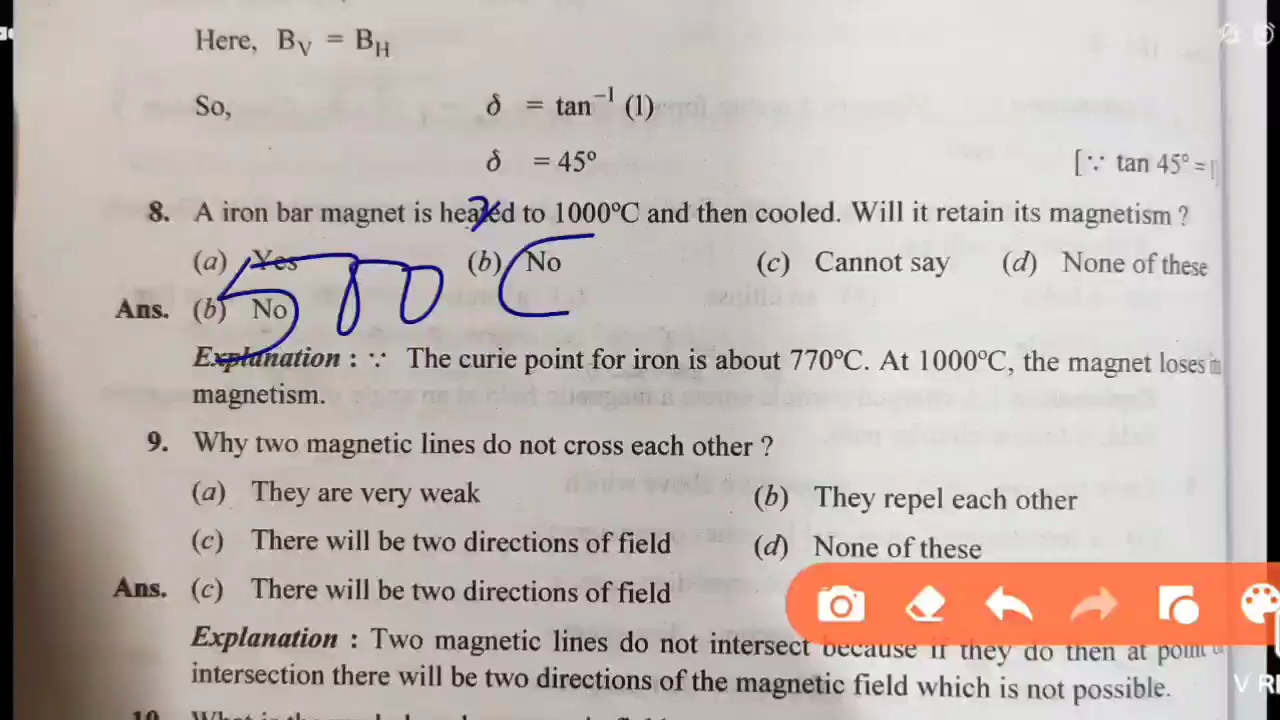 Here, B_V = B_H
So, δ = tan⁻¹ (1)
δ = 45° [∵ tan 45° =
8. A iron bar magnet is heated to 1000ºC and then cooled. Will it retain its magnetism ?
(a) Yes (b) No (c) Cannot say (d) None of these
500 C
Ans. (b) No
Explanation : ∵ The curie point for iron is about 770ºC. At 1000ºC, the magnet loses
magnetism.
9. Why two magnetic lines do not cross each other ?
(a) They are very weak (b) They repel each other
(c) There will be two directions of field (d) None of these
Ans. (c) There will be two directions of field
Explanation : Two magnetic lines do not intersect because if they do then at point
intersection there will be two directions of the magnetic field which is not possible.
V R
10.